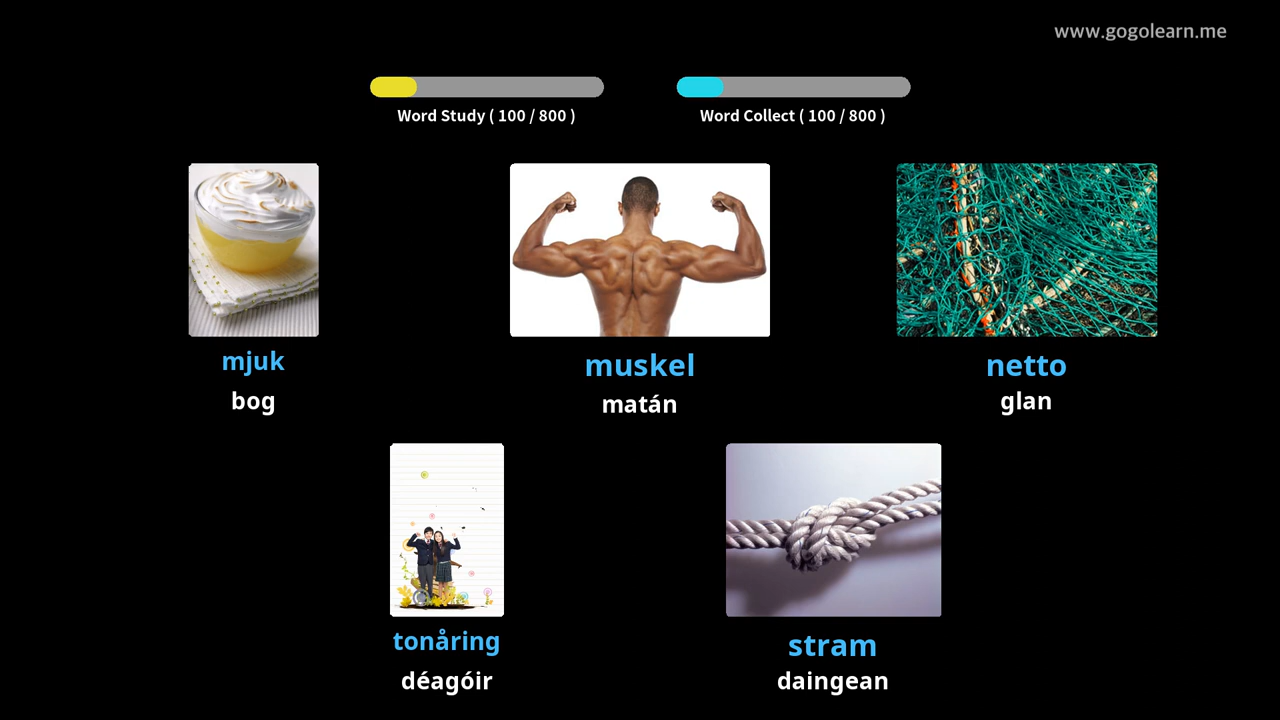 www.gogolearn.me
Word Study ( 100 / 800 )
Word Collect ( 100 / 800 )
mjuk
bog
muskel
matán
netto
glan
tonåring
déagóir
stram
daingean